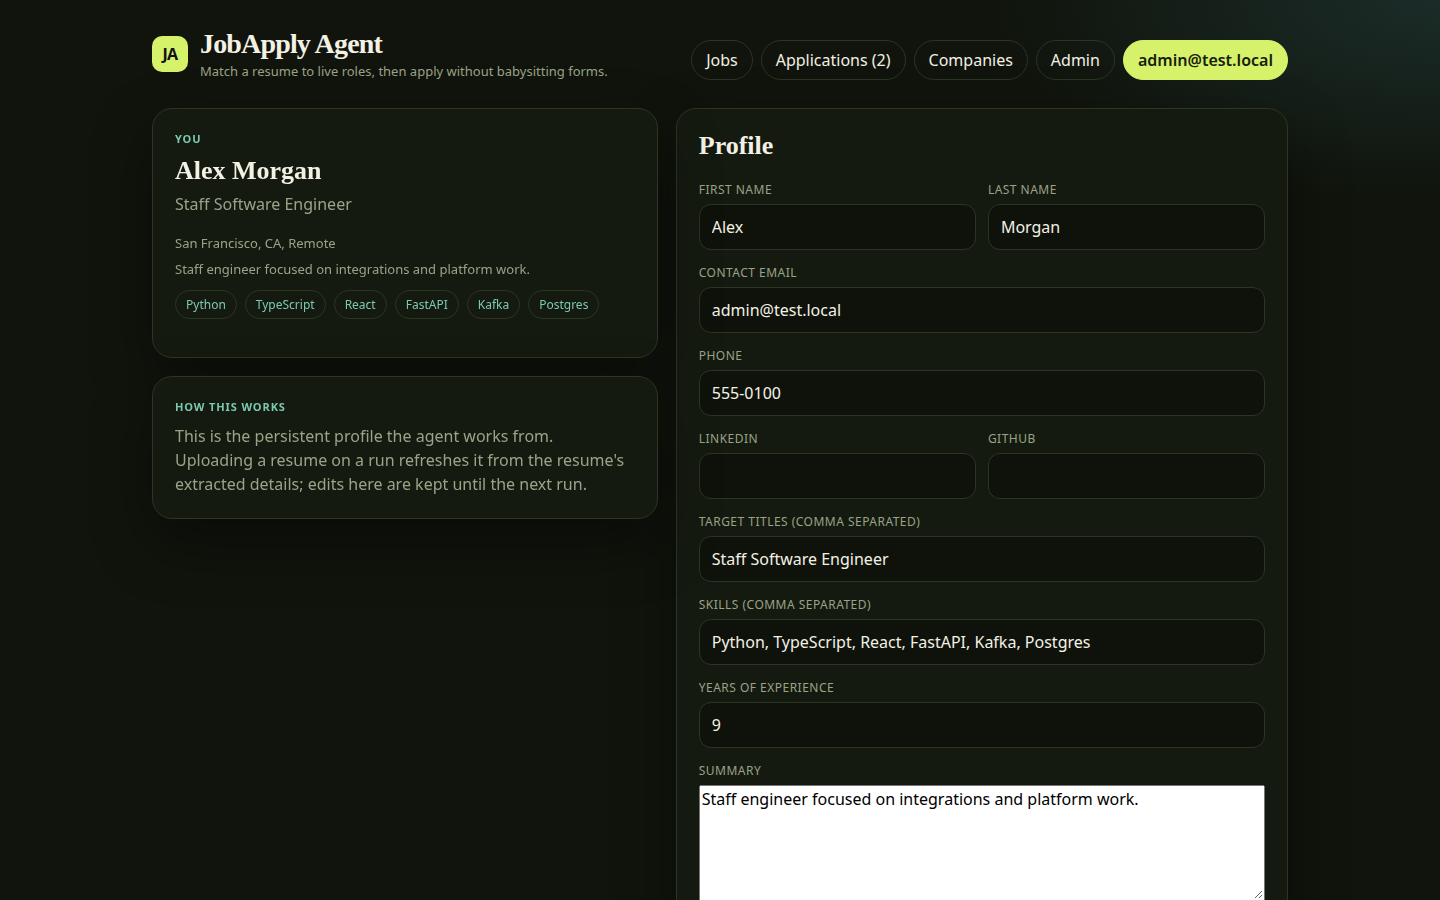 JA
JobApply Agent
Match a resume to live roles, then apply without babysitting forms.
Jobs
Applications (2)
Companies
Admin
admin@test.local
YOU
Alex Morgan
Staff Software Engineer
San Francisco, CA, Remote
Staff engineer focused on integrations and platform work.
Python
TypeScript
React
FastAPI
Kafka
Postgres
HOW THIS WORKS
This is the persistent profile the agent works from.
Uploading a resume on a run refreshes it from the resume's
extracted details; edits here are kept until the next run.
Profile
FIRST NAME
LAST NAME
Alex
Morgan
CONTACT EMAIL
admin@test.local
PHONE
555-0100
LINKEDIN
GITHUB
TARGET TITLES (COMMA SEPARATED)
Staff Software Engineer
SKILLS (COMMA SEPARATED)
Python, TypeScript, React, FastAPI, Kafka, Postgres
YEARS OF EXPERIENCE
9
SUMMARY
Staff engineer focused on integrations and platform work.